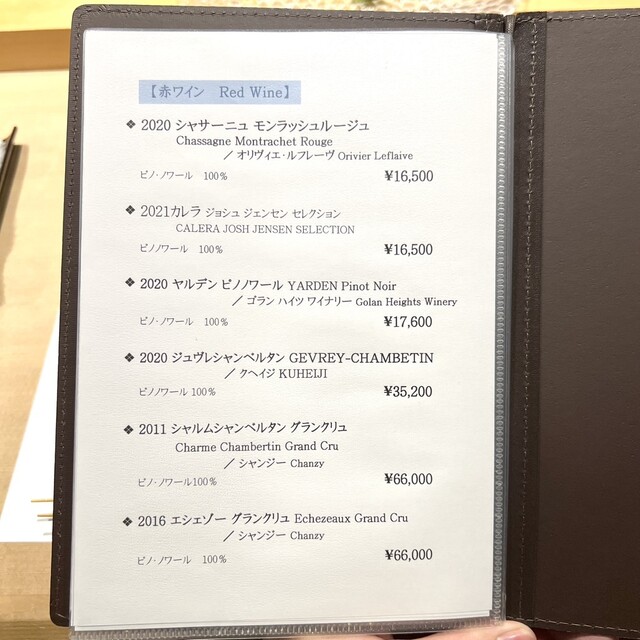 【赤ワイン Red Wine】
❖ 2020 シャサーニュ モンラッシュルージュ
Chassagne Montrachet Rouge
／ オリヴィエ・ルフレーヴ Orivier Leflaive
ピノ・ノワール 100% ¥16,500
❖ 2021カレラ ジョシュ ジェンセン セレクション
CALERA JOSH JENSEN SELECTION
ピノノワール 100% ¥16,500
❖ 2020 ヤルデン ピノノワール YARDEN Pinot Noir
／ ゴラン ハイツ ワイナリー Golan Heights Winery
ピノ・ノワール 100% ¥17,600
❖ 2020 ジュヴレシャンベルタン GEVREY-CHAMBETIN
／ クヘイジ KUHEIJI
ピノノワール 100% ¥35,200
❖ 2011 シャルムシャンベルタン グランクリュ
Charme Chambertin Grand Cru
／ シャンジー Chanzy
ピノ・ノワール100% ¥66,000
❖ 2016 エシェゾー グランクリュ Echezeaux Grand Cru
／ シャンジー Chanzy
ピノ・ノワール 100% ¥66,000